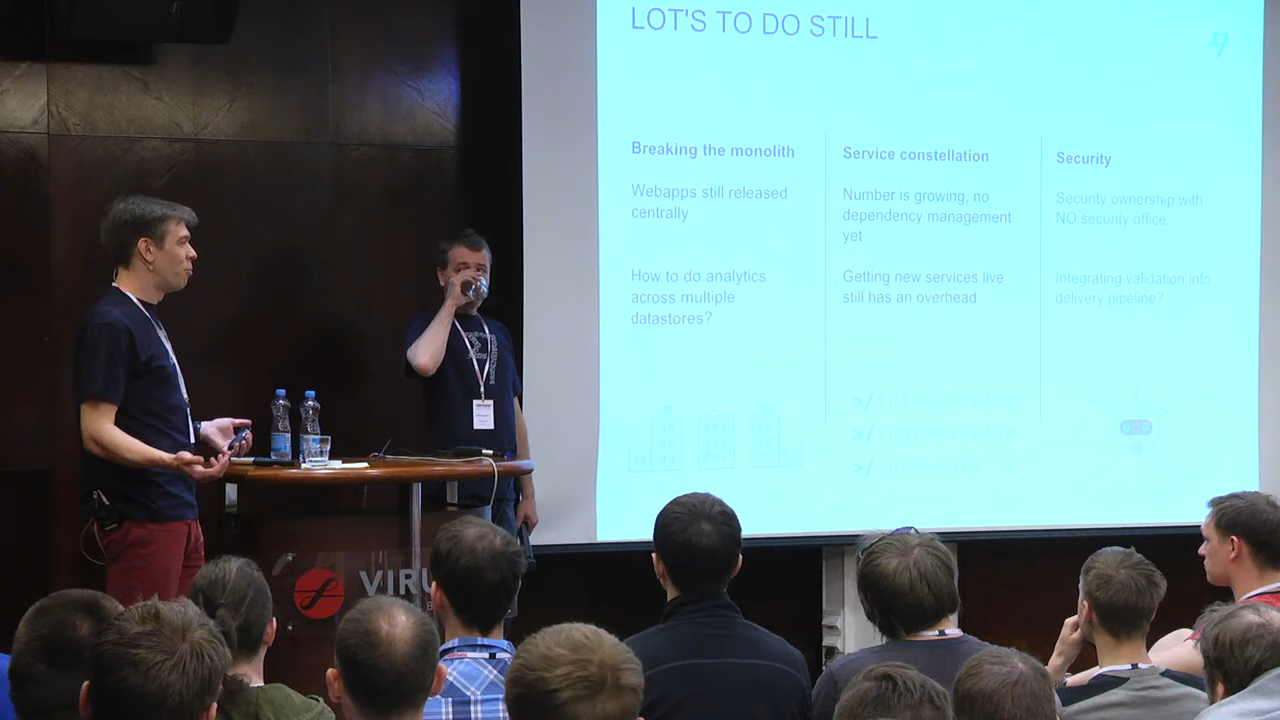 LOT'S TO DO STILL
Breaking the monolith
Webapps still released
centrally
How to do analytics
across multiple
datastores?
Service constellation
Number is growing, no
dependency management
yet
Getting new services live
still has an overhead
Security
Security ownership with
NO security office
Integrating validation into
delivery pipeline?
>/
>/
>/
VIRU